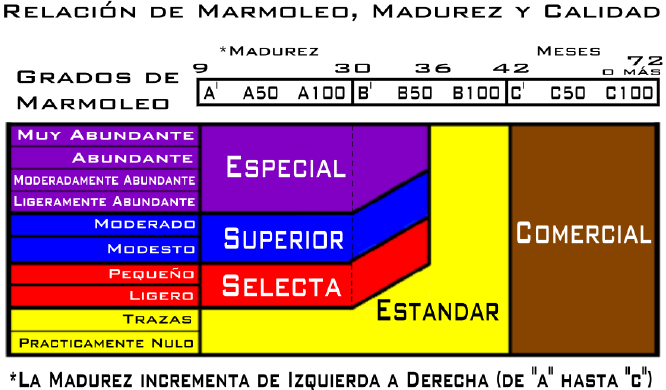 RELACIÓN DE MARMOLEO, MADUREZ Y CALIDAD
*MADUREZ
MESES
9 30 36 42 72
O MÁS
GRADOS DE
MARMOLEO
A' A50 A100 B' B50 B100 C' C50 C100
MUY ABUNDANTE
ABUNDANTE
MODERADAMENTE ABUNDANTE
LIGERAMENTE ABUNDANTE
ESPECIAL
MODERADO
MODESTO
SUPERIOR
COMERCIAL
PEQUEÑO
LIGERO
SELECTA
TRAZAS
PRACTICAMENTE NULO
ESTANDAR
*LA MADUREZ INCREMENTA DE IZQUIERDA A DERECHA (DE "A" HASTA "C")